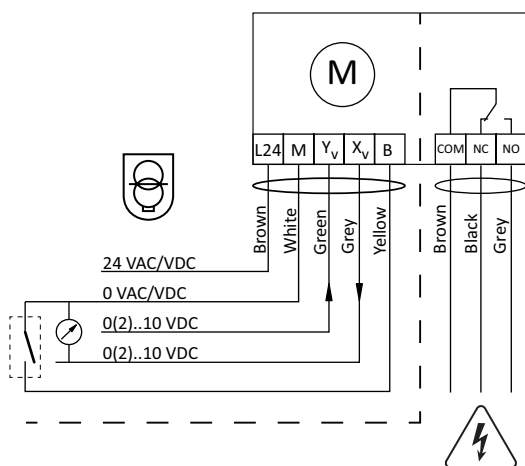 M
L24 M Yv Xv B COM NC NO
Brown White Green Grey Yellow Brown Black Grey
24 VAC/VDC
0 VAC/VDC
0(2)..10 VDC
0(2)..10 VDC